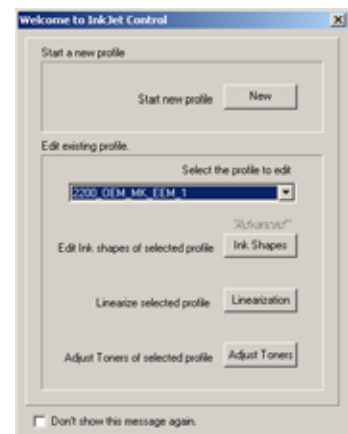 Welcome to InkJet Control
Start a new profile
Start new profile New
Edit existing profile.
Select the profile to edit
2200_OEM_MK_EEM_1
"Advanced"
Edit Ink shapes of selected profile Ink Shapes
Linearize selected profile Linearization
Adjust Toners of selected profile Adjust Toners
Don't show this message again.